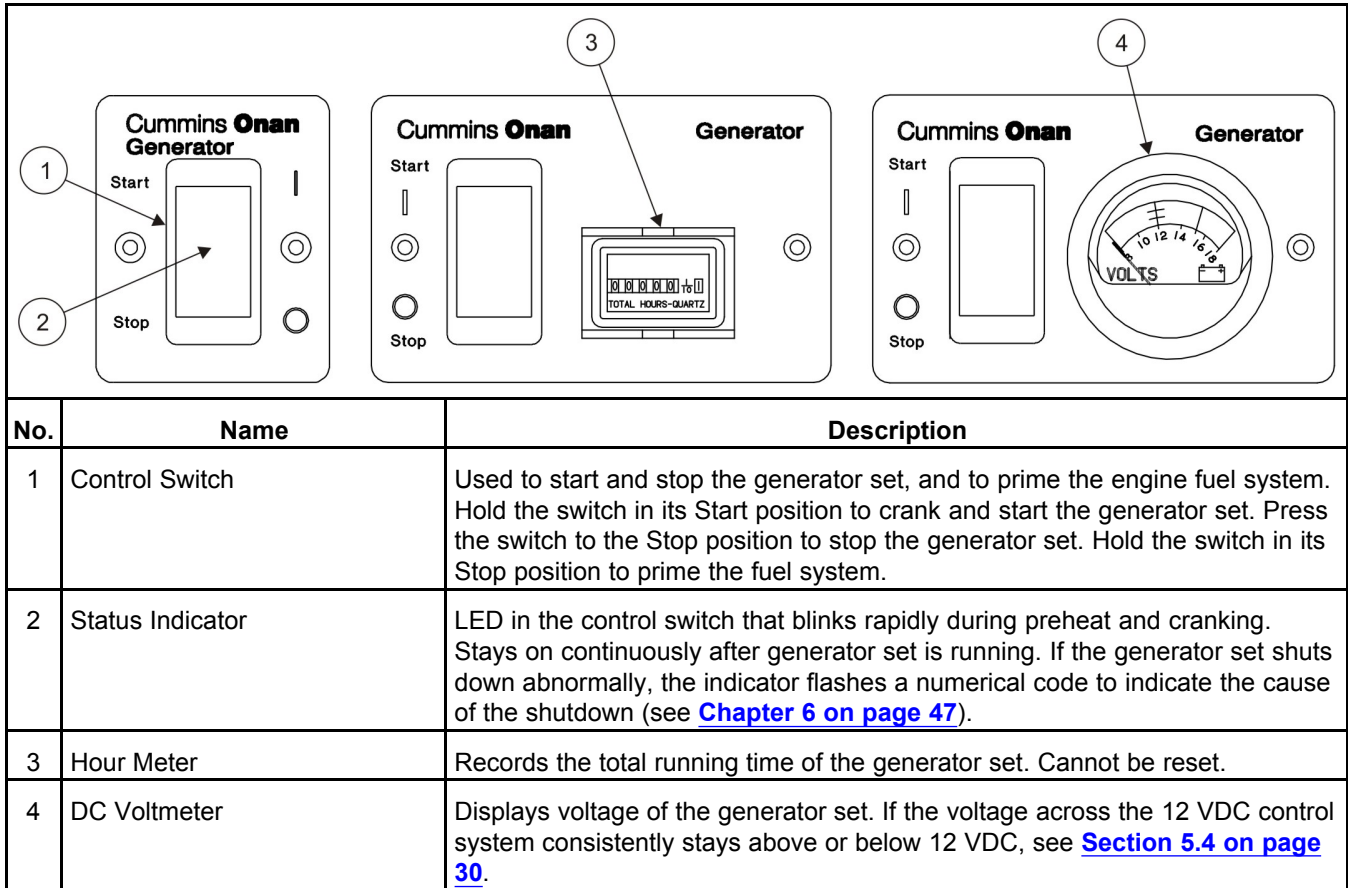 3
4
1
2
Cummins Onan
Generator
Start
Stop
Cummins Onan Generator
Start
Stop
00000 1/10 1
TOTAL HOURS-QUARTZ
Cummins Onan Generator
Start
Stop
8 10 12 14 16 18
VOLTS
No. Name Description
1 Control Switch Used to start and stop the generator set, and to prime the engine fuel system.
Hold the switch in its Start position to crank and start the generator set. Press
the switch to the Stop position to stop the generator set. Hold the switch in its
Stop position to prime the fuel system.
2 Status Indicator LED in the control switch that blinks rapidly during preheat and cranking.
Stays on continuously after generator set is running. If the generator set shuts
down abnormally, the indicator flashes a numerical code to indicate the cause
of the shutdown (see Chapter 6 on page 47).
3 Hour Meter Records the total running time of the generator set. Cannot be reset.
4 DC Voltmeter Displays voltage of the generator set. If the voltage across the 12 VDC control
system consistently stays above or below 12 VDC, see Section 5.4 on page
30.